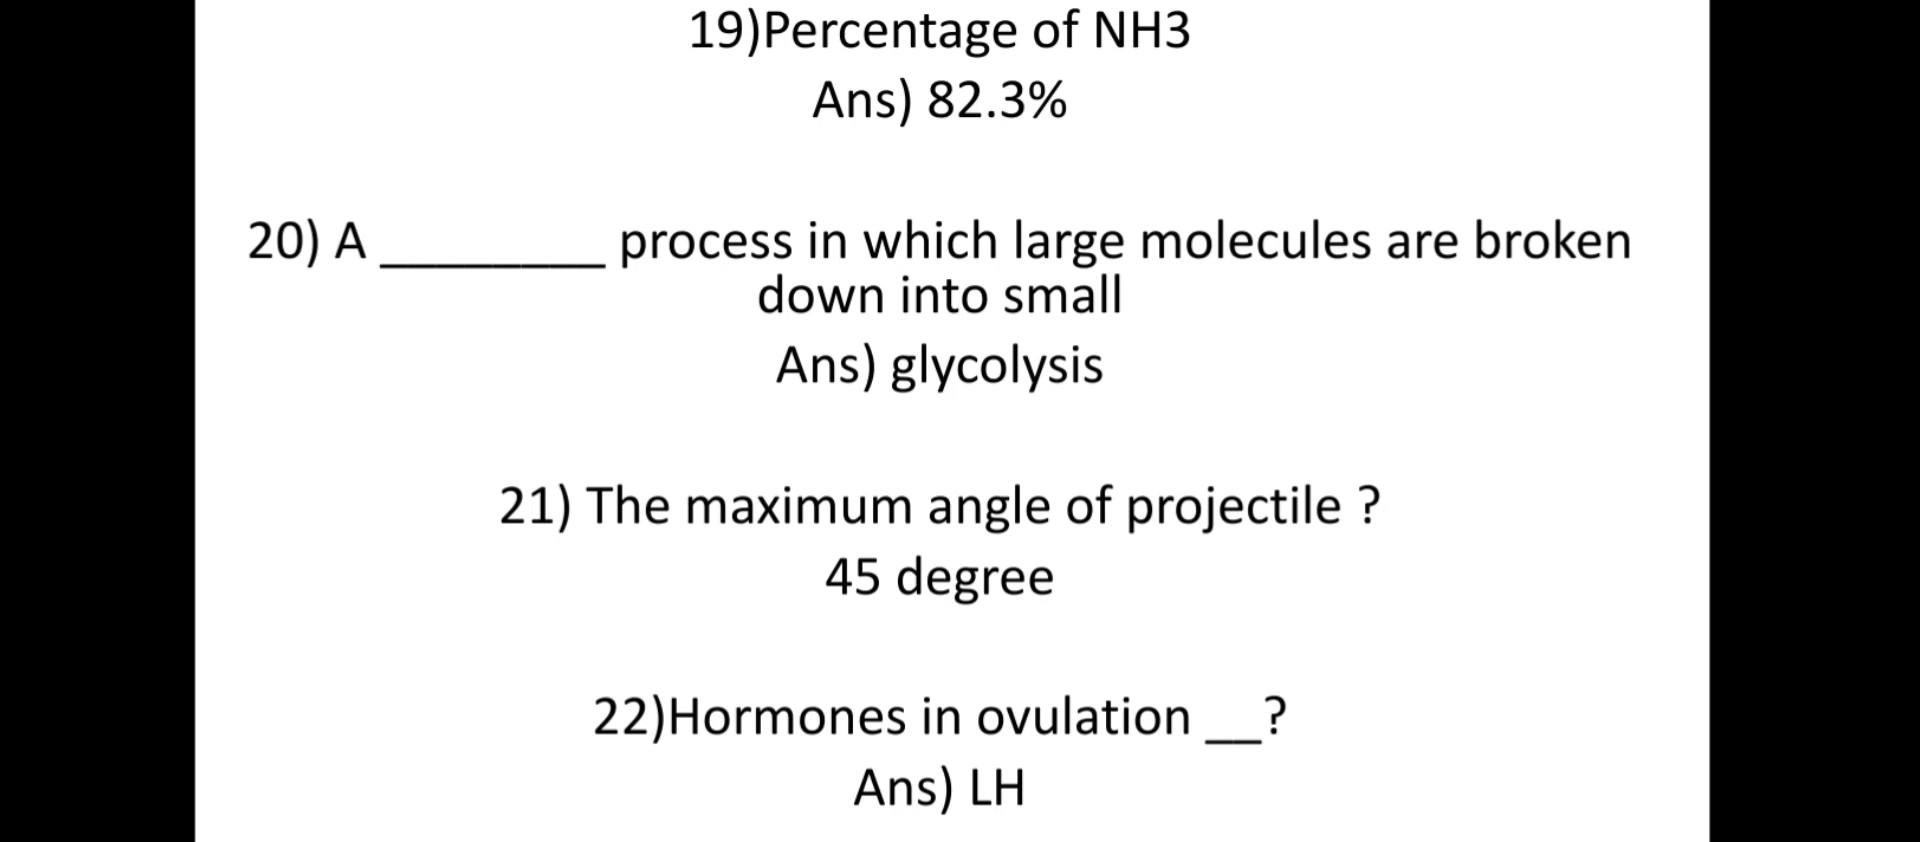 19)Percentage of NH3
Ans) 82.3%
20) A ________ process in which large molecules are broken
down into small
Ans) glycolysis
21) The maximum angle of projectile ?
45 degree
22)Hormones in ovulation __?
Ans) LH